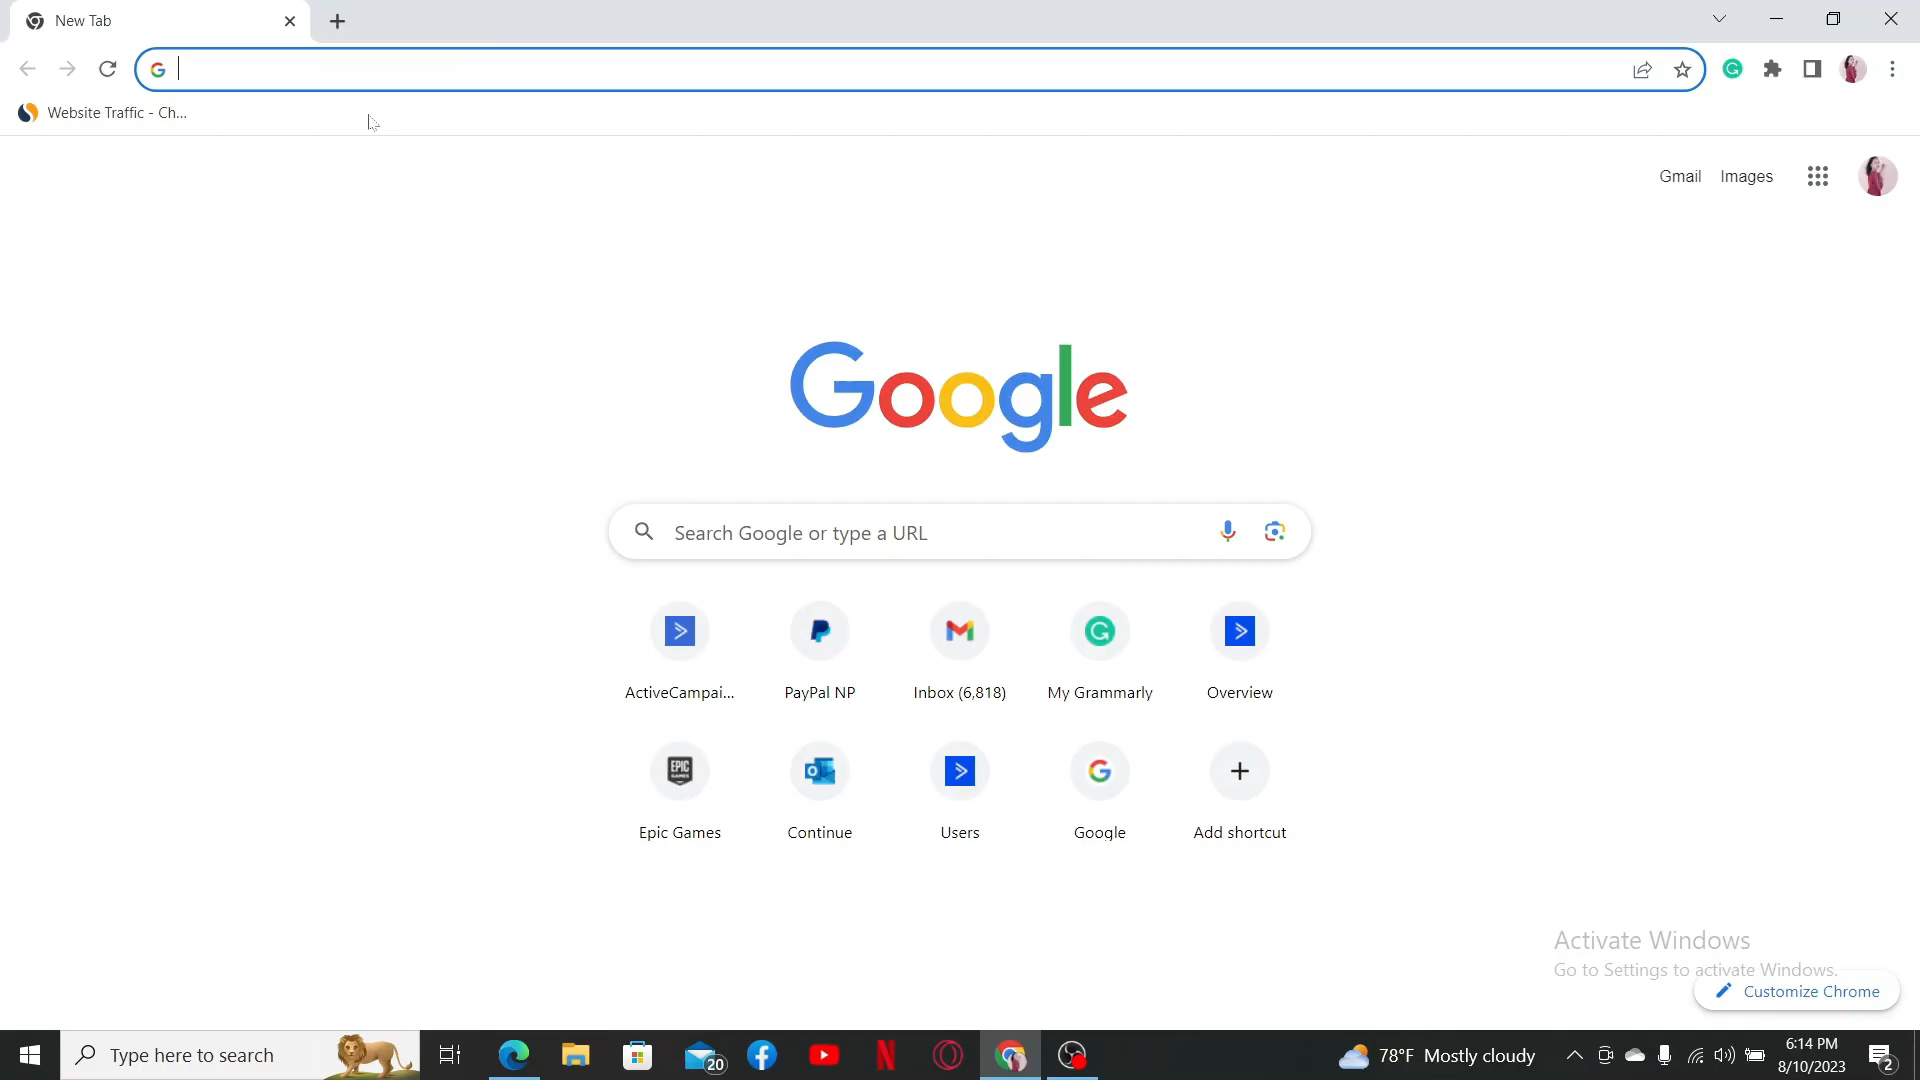 New Tab
Website Traffic - Ch...
Gmail Images
Google
Search Google or type a URL
ActiveCampai... PayPal NP Inbox (6,818) My Grammarly Overview
EPIC GAMES
Epic Games Continue Users Google Add shortcut
Activate Windows
Go to Settings to activate Windows.
Customize Chrome
Type here to search 20 78°F Mostly cloudy 6:14 PM
8/10/2023 2